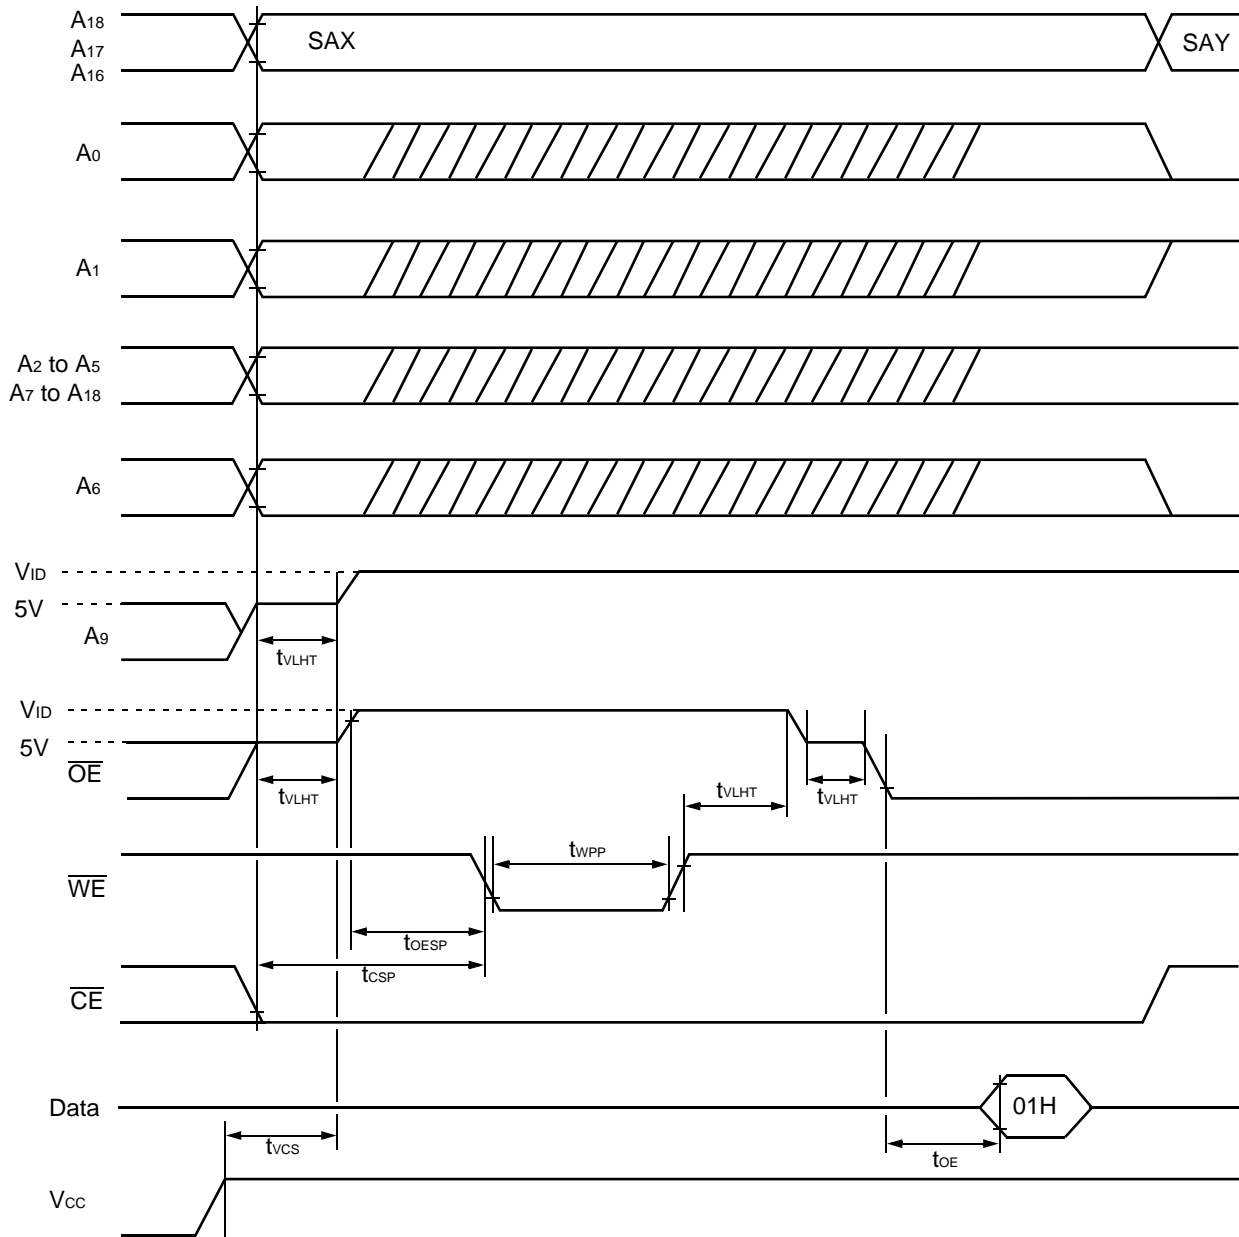 A18
A17
A16
SAX
SAY
A0
A1
A2 to A5
A7 to A18
A6
VID
5V
A9
tVLHT
VID
5V
OE
tVLHT
tVLHT
tVLHT
WE
tWPP
tOESP
tCSP
CE
Data
01H
tVCS
tOE
VCC